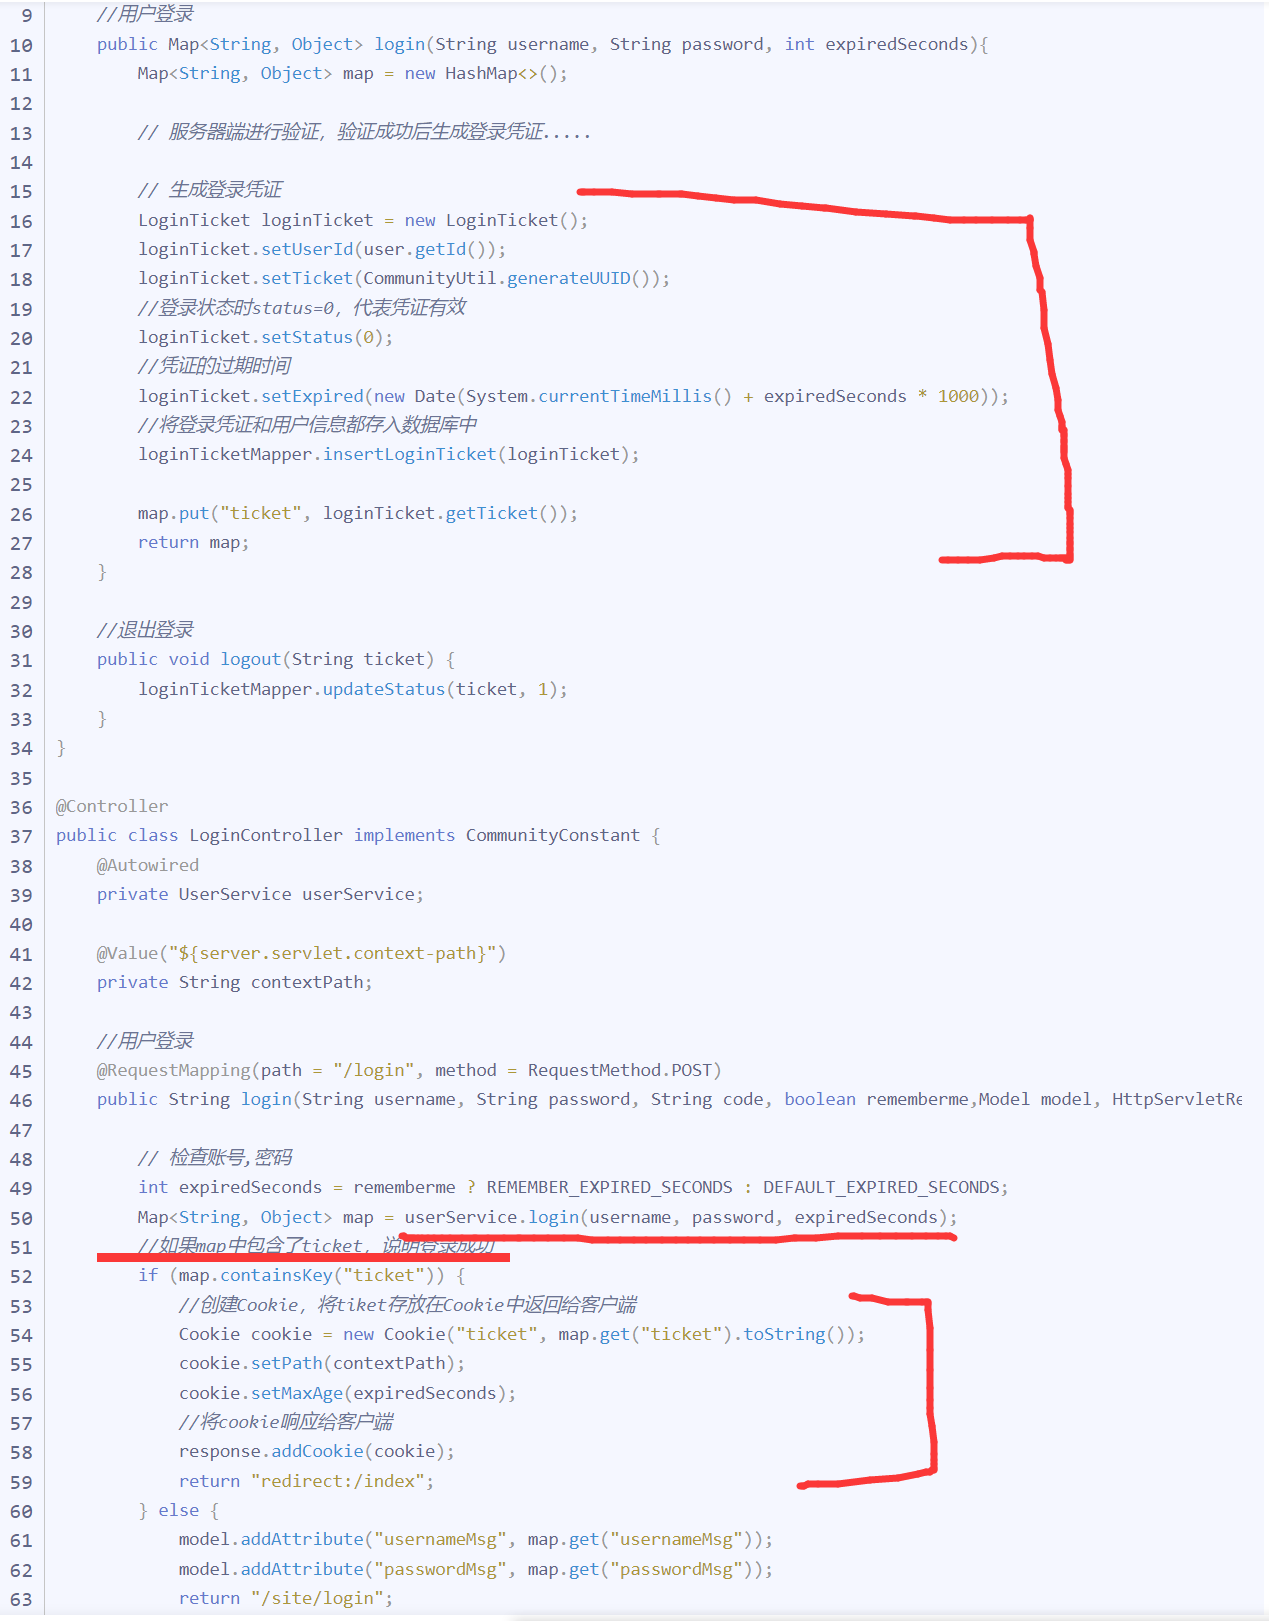 9 //用户登录
10 public Map<String, Object> login(String username, String password, int expiredSeconds){
11 Map<String, Object> map = new HashMap<>();
12
13 // 服务器端进行验证，验证成功后生成登录凭证.....
14
15 // 生成登录凭证
16 LoginTicket loginTicket = new LoginTicket();
17 loginTicket.setUserId(user.getId());
18 loginTicket.setTicket(CommunityUtil.generateUUID());
19 //登录状态时status=0，代表凭证有效
20 loginTicket.setStatus(0);
21 //凭证的过期时间
22 loginTicket.setExpired(new Date(System.currentTimeMillis() + expiredSeconds * 1000));
23 //将登录凭证和用户信息都存入数据库中
24 loginTicketMapper.insertLoginTicket(loginTicket);
25
26 map.put("ticket", loginTicket.getTicket());
27 return map;
28 }
29
30 //退出登录
31 public void logout(String ticket) {
32 loginTicketMapper.updateStatus(ticket, 1);
33 }
34 }
35
36 @Controller
37 public class LoginController implements CommunityConstant {
38 @Autowired
39 private UserService userService;
40
41 @Value("${server.servlet.context-path}")
42 private String contextPath;
43
44 //用户登录
45 @RequestMapping(path = "/login", method = RequestMethod.POST)
46 public String login(String username, String password, String code, boolean rememberme,Model model, HttpServletRe
47
48 // 检查账号,密码
49 int expiredSeconds = rememberme ? REMEMBER_EXPIRED_SECONDS : DEFAULT_EXPIRED_SECONDS;
50 Map<String, Object> map = userService.login(username, password, expiredSeconds);
51 //如果map中包含了ticket，说明登录成功
52 if (map.containsKey("ticket")) {
53 //创建Cookie，将tiket存放在Cookie中返回给客户端
54 Cookie cookie = new Cookie("ticket", map.get("ticket").toString());
55 cookie.setPath(contextPath);
56 cookie.setMaxAge(expiredSeconds);
57 //将cookie响应给客户端
58 response.addCookie(cookie);
59 return "redirect:/index";
60 } else {
61 model.addAttribute("usernameMsg", map.get("usernameMsg"));
62 model.addAttribute("passwordMsg", map.get("passwordMsg"));
63 return "/site/login";